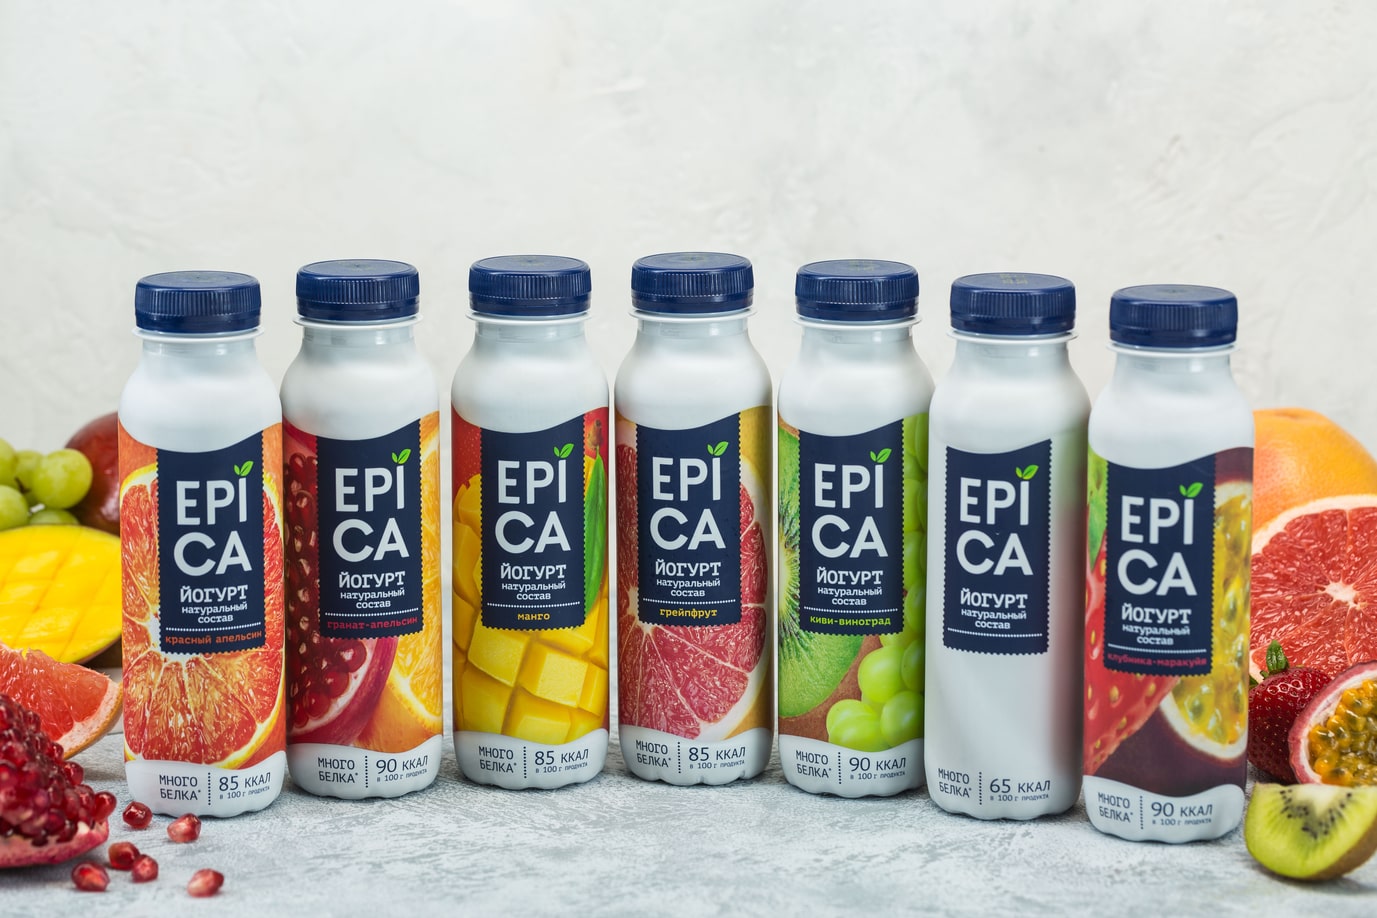 EPI
CA
ЙОГУРТ
натуральный
состав
красный апельсин
МНОГО
БЕЛКА*
85 ККАЛ
в 100 г продукта
EPI
CA
ЙОГУРТ
натуральный
состав
гранат-апельсин
МНОГО
БЕЛКА*
90 ККАЛ
в 100 г продукта
EPI
CA
ЙОГУРТ
натуральный
состав
манго
МНОГО
БЕЛКА*
85 ККАЛ
в 100 г продукта
EPI
CA
ЙОГУРТ
натуральный
состав
грейпфрут
МНОГО
БЕЛКА*
85 ККАЛ
в 100 г продукта
EPI
CA
ЙОГУРТ
натуральный
состав
киви-виноград
МНОГО
БЕЛКА*
90 ККАЛ
в 100 г продукта
EPI
CA
ЙОГУРТ
натуральный
состав
МНОГО
БЕЛКА*
65 ККАЛ
в 100 г продукта
EPI
CA
ЙОГУРТ
натуральный
состав
клубника-маракуйя
МНОГО
БЕЛКА*
90 ККАЛ
в 100 г продукта